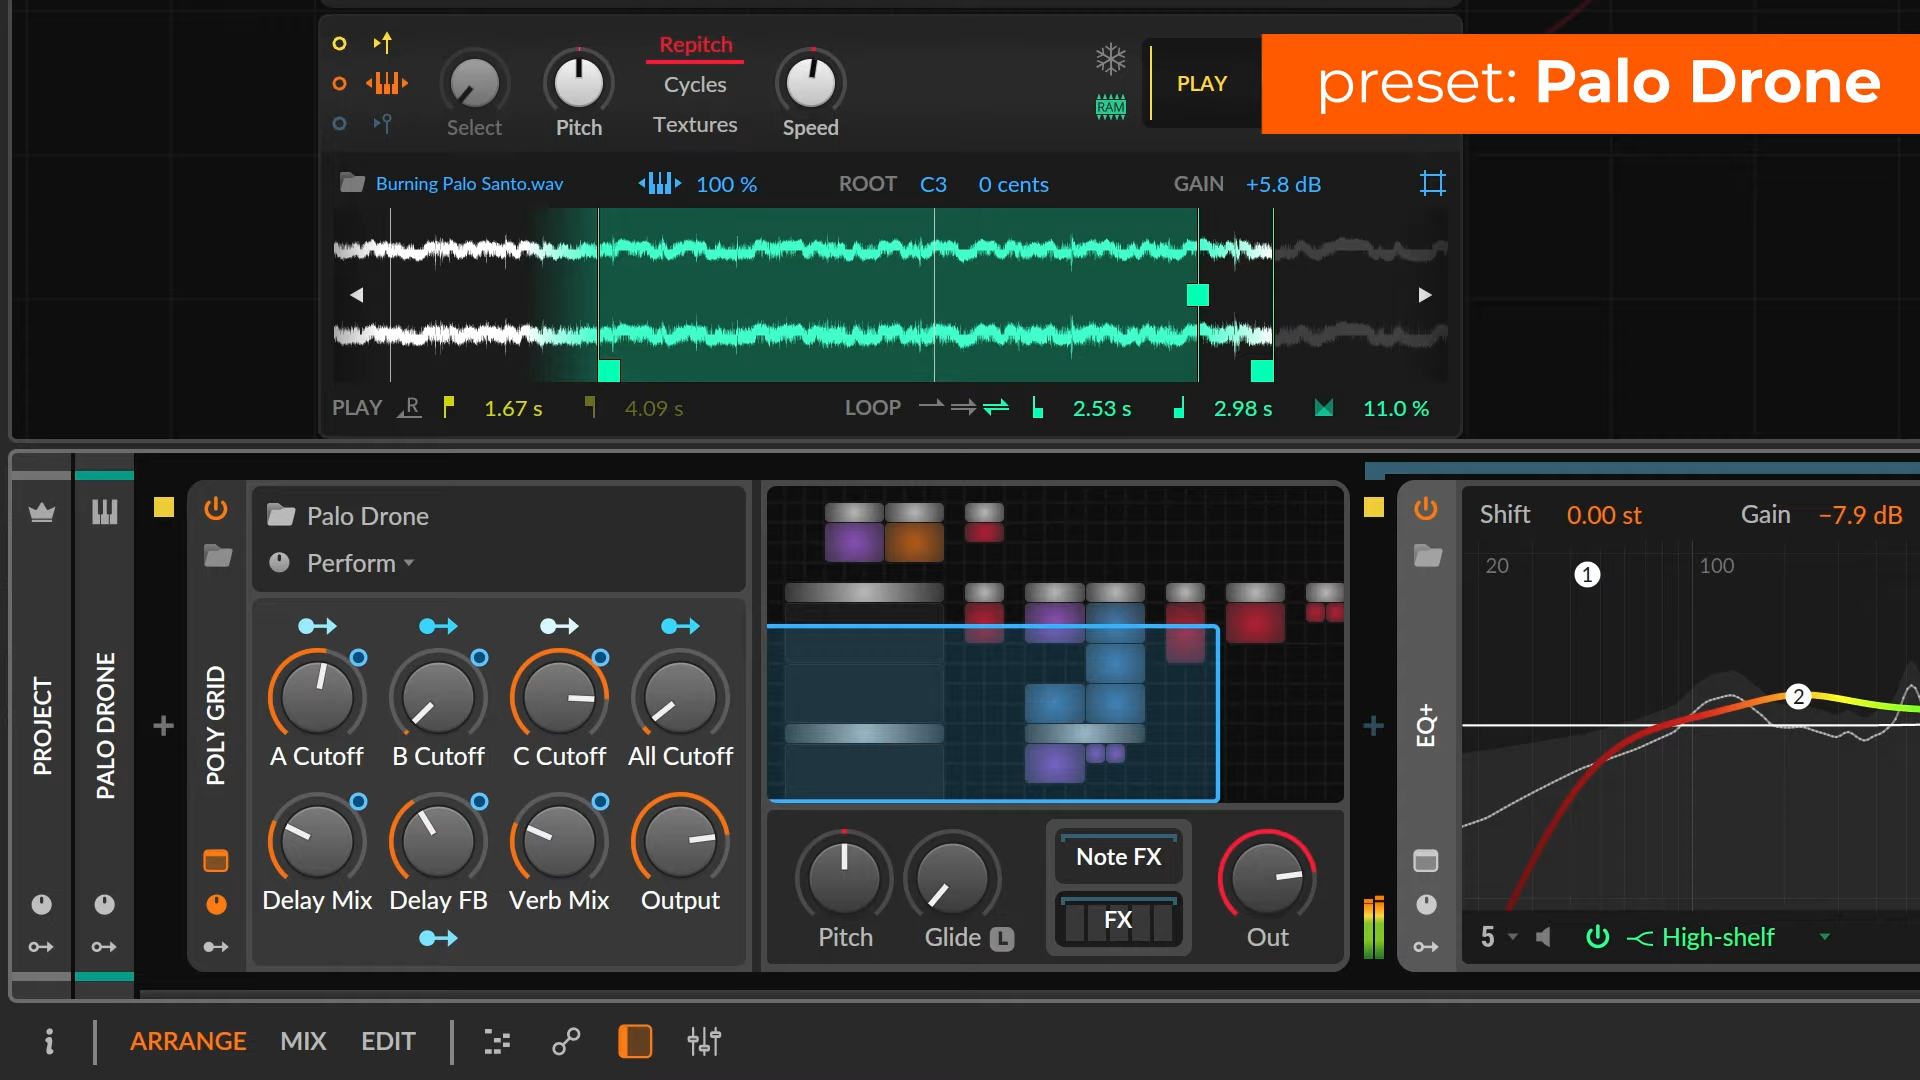 Repitch
Cycles
Textures
Select
Pitch
Speed
RAM
PLAY
preset: Palo Drone
Burning Palo Santo.wav
100 %
ROOT C3 0 cents
GAIN +5.8 dB
PLAY R 1.67 s 4.09 s
LOOP 2.53 s 2.98 s 11.0 %
PROJECT
PALO DRONE
POLY GRID
Palo Drone
Perform
A Cutoff
B Cutoff
C Cutoff
All Cutoff
Delay Mix
Delay FB
Verb Mix
Output
Pitch
Glide L
Note FX
FX
Out
EQ+
Shift 0.00 st
Gain −7.9 dB
20
100
1
2
5
High-shelf
i
ARRANGE MIX EDIT